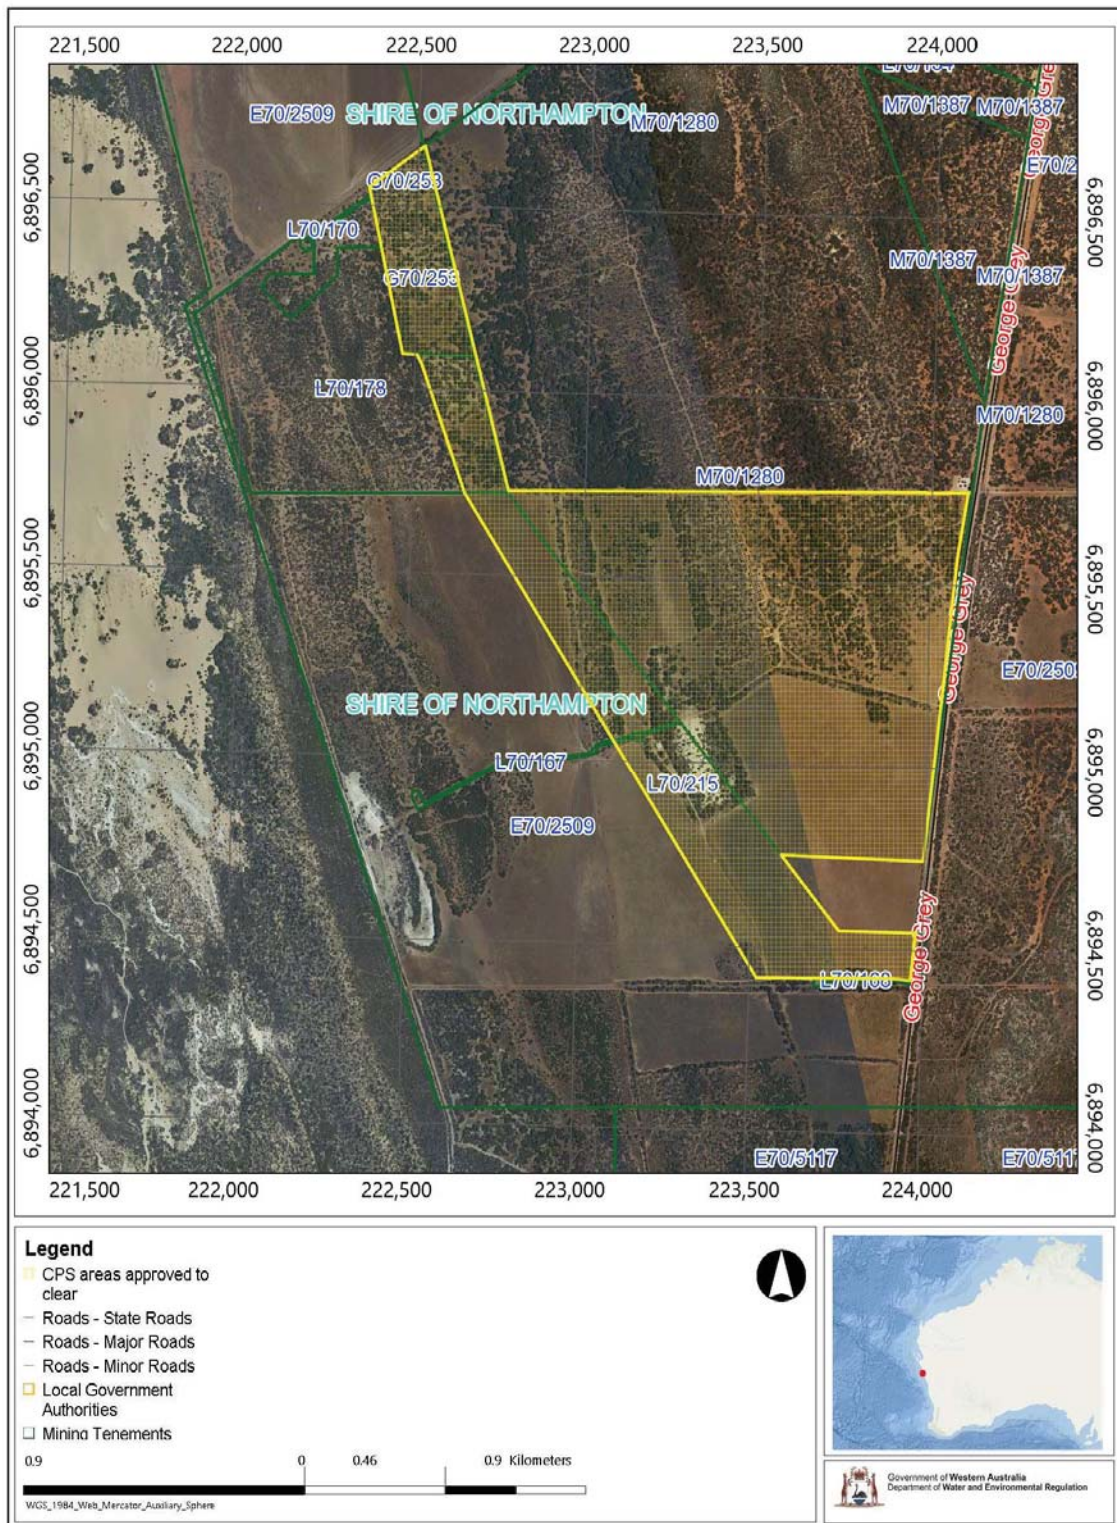 221,500 222,000 222,500 223,000 223,500 224,000
E70/2509
SHIRE OF NORTHAMPTON
M70/1280
M70/1387
M70/1387
George Grey
G70/253
6,896,500
6,896,500
L70/170
M70/1387
G70/253
M70/1387
George Grey
6,896,000
6,896,000
L70/178
M70/1280
M70/1280
6,895,500
6,895,500
George Grey
SHIRE OF NORTHAMPTON
6,895,000
6,895,000
L70/167
L70/215
E70/2509
6,894,500
6,894,500
George Grey
L70/168
6,894,000
6,894,000
E70/5117
E70/5117
221,500 222,000 222,500 223,000 223,500 224,000
Legend
CPS areas approved to
clear
Roads - State Roads
Roads - Major Roads
Roads - Minor Roads
Local Government
Authorities
Mining Tenements
0.9 0 0.46 0.9 Kilometers
WGS_1984_Web_Mercator_Auxiliary_Sphere
Government of Western Australia
Department of Water and Environmental Regulation